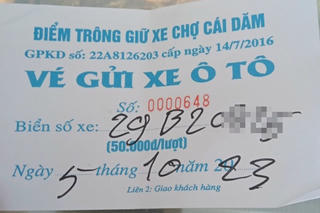 ĐIỂM TRÔNG GIỮ XE CHỢ CÁI DĂM
GPKD số: 22A8126203 cấp ngày 14/7/2016
VÉ GỬI XE Ô TÔ
Số: 0000648
Biển số xe: 29 B20
(50.000đ/lượt)
Ngày 5 tháng 10 năm 2023
Liên 2: Giao khách hàng